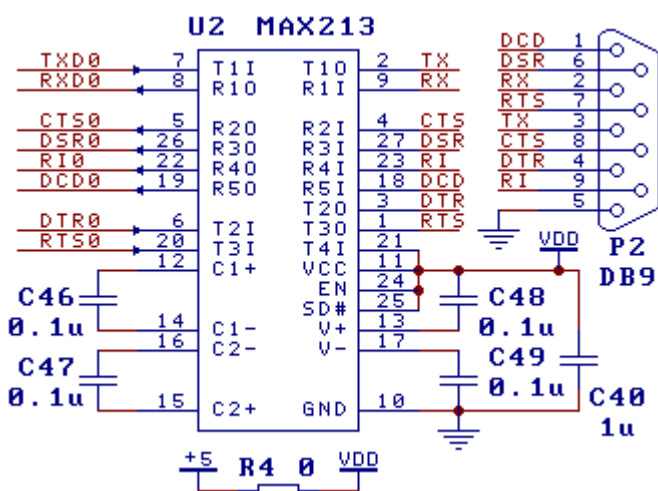 U2 MAX213
TXD0 7 T1I T1O 2 TX
RXD0 8 R1O R1I 9 RX
CTS0 5 R2O R2I 4 CTS
DSR0 26 R3O R3I 27 DSR
RI0 22 R4O R4I 23 RI
DCD0 19 R5O R5I 18 DCD
T2O 3 DTR
DTR0 6 T2I T3O 1 RTS
RTS0 20 T3I T4I 21
12 C1+ VCC 11
EN 24
SD# 25
C46 0.1u
14 C1- V+ 13
16 C2- V- 17
C47 0.1u
15 C2+ GND 10
C48 0.1u
C49 0.1u
C40 1u
VDD
DCD 1
DSR 6
RX 2
RTS 7
TX 3
CTS 8
DTR 4
RI 9
5
P2
DB9
+5 R4 0 VDD